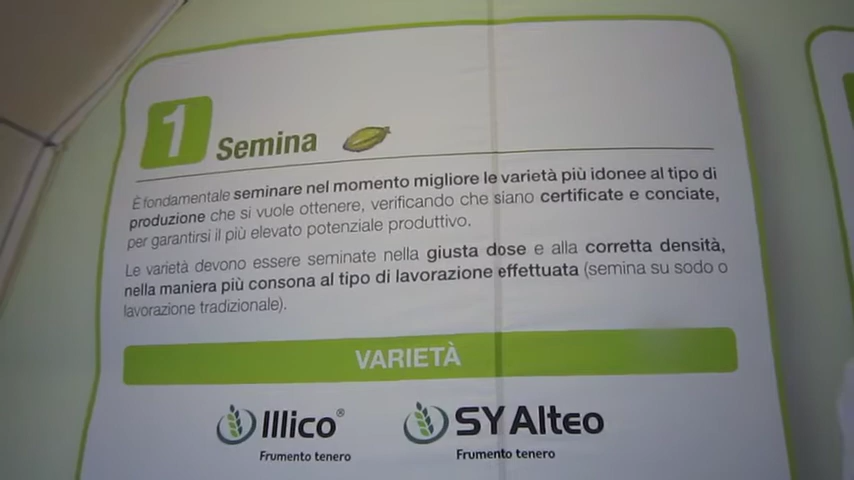 1 Semina
È fondamentale seminare nel momento migliore le varietà più idonee al tipo di
produzione che si vuole ottenere, verificando che siano certificate e conciate,
per garantirsi il più elevato potenziale produttivo.
Le varietà devono essere seminate nella giusta dose e alla corretta densità,
nella maniera più consona al tipo di lavorazione effettuata (semina su sodo o
lavorazione tradizionale).
VARIETÀ
Illico® SY Alteo
Frumento tenero Frumento tenero